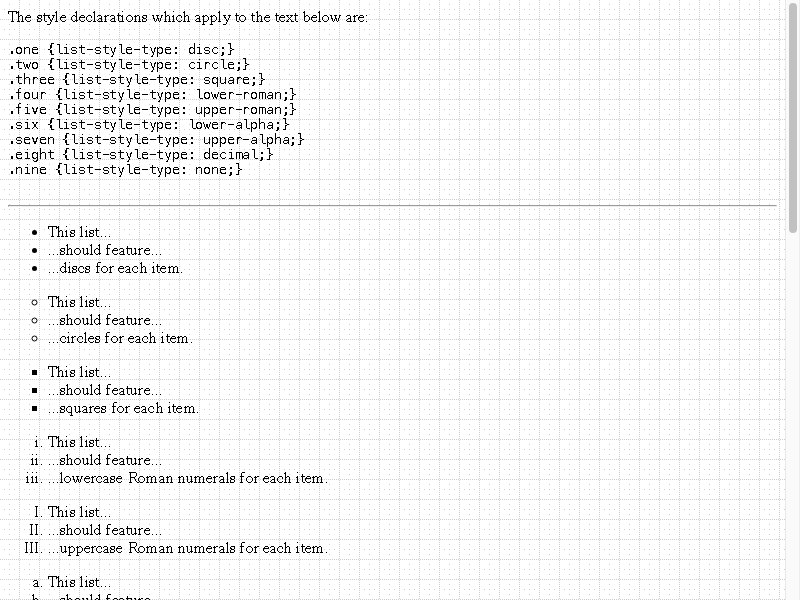 The style declarations which apply to the text below are:
.one {list-style-type: disc;}
.two {list-style-type: circle;}
.three {list-style-type: square;}
.four {list-style-type: lower-roman;}
.five {list-style-type: upper-roman;}
.six {list-style-type: lower-alpha;}
.seven {list-style-type: upper-alpha;}
.eight {list-style-type: decimal;}
.nine {list-style-type: none;}
• This list...
• ...should feature...
• ...discs for each item.
○ This list...
○ ...should feature...
○ ...circles for each item.
▪ This list...
▪ ...should feature...
▪ ...squares for each item.
i. This list...
ii. ...should feature...
iii. ...lowercase Roman numerals for each item.
I. This list...
II. ...should feature...
III. ...uppercase Roman numerals for each item.
a. This list...
b. ...should feature...